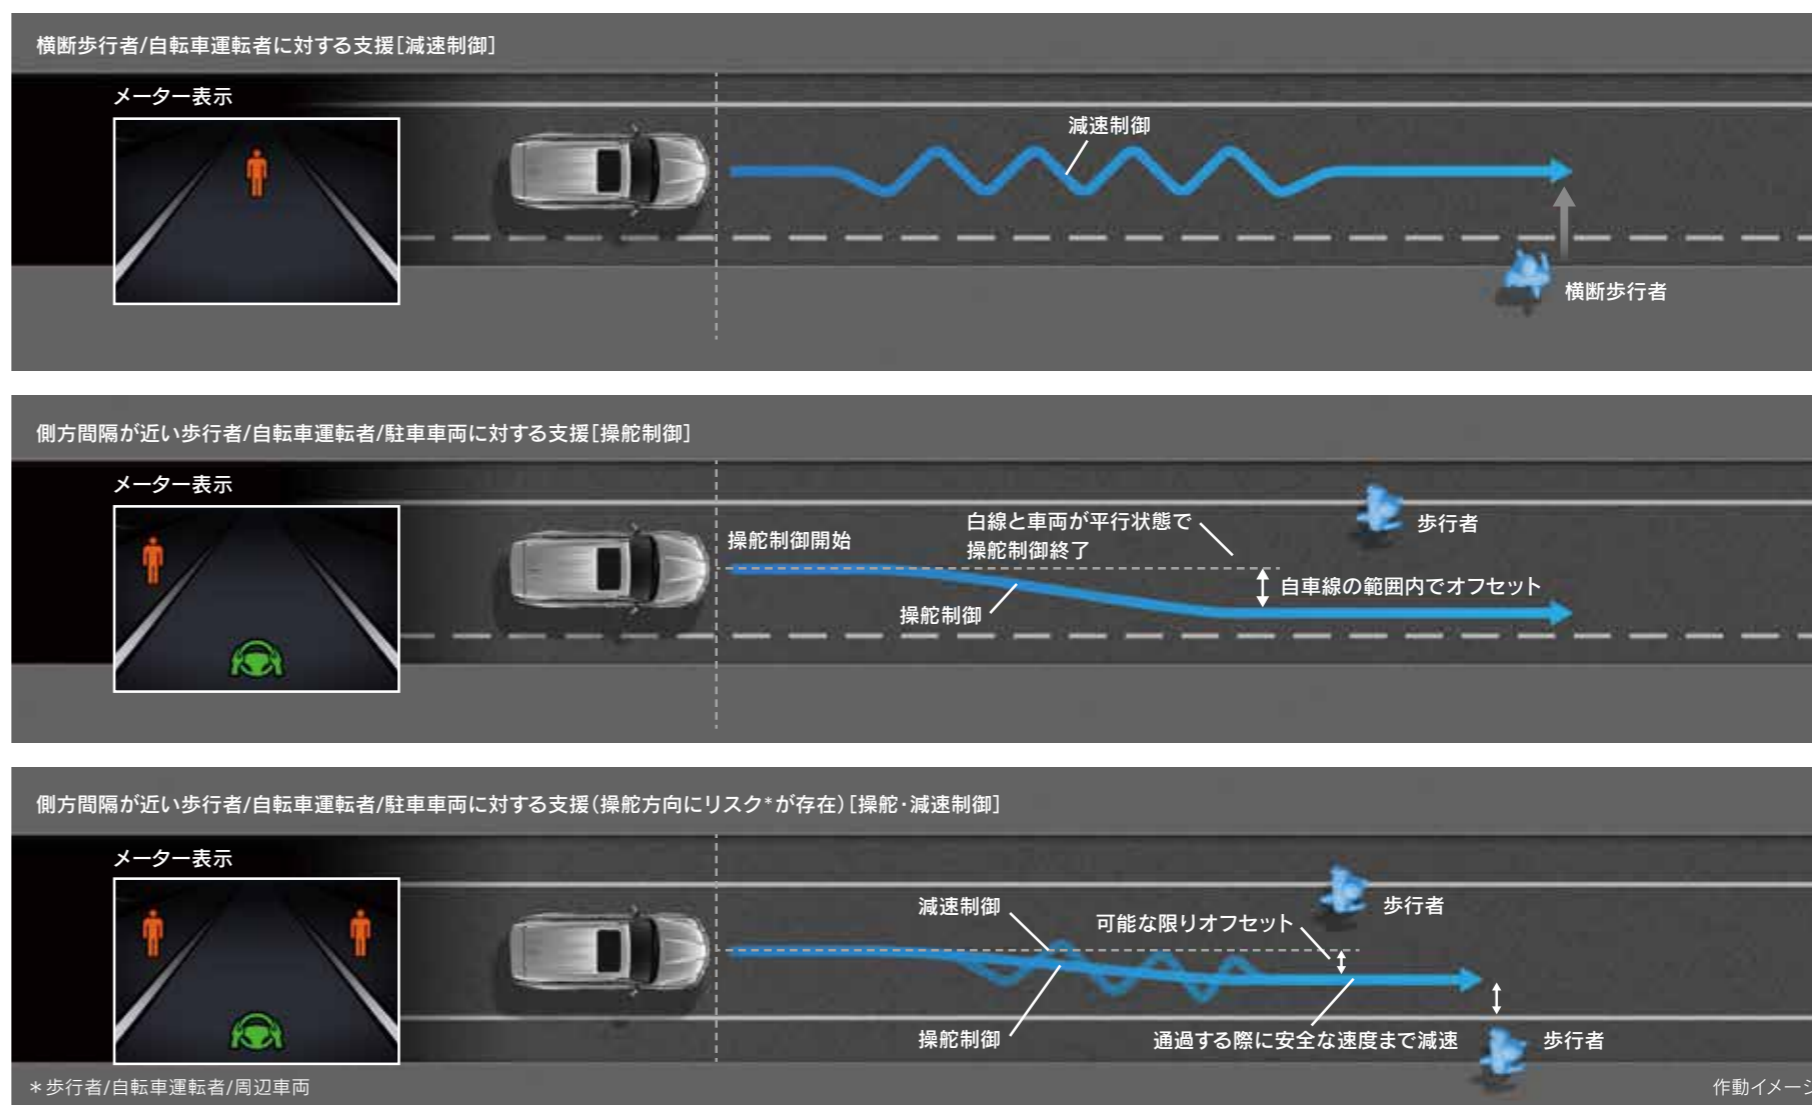 横断歩行者/自転車運転者に対する支援[減速制御]
メーター表示
減速制御
横断歩行者
側方間隔が近い歩行者/自転車運転者/駐車車両に対する支援[操舵制御]
メーター表示
操舵制御開始
白線と車両が平行状態で
操舵制御終了
歩行者
自車線の範囲内でオフセット
操舵制御
側方間隔が近い歩行者/自転車運転者/駐車車両に対する支援(操舵方向にリスク*が存在)[操舵・減速制御]
メーター表示
減速制御
可能な限りオフセット
歩行者
操舵制御
通過する際に安全な速度まで減速
歩行者
*歩行者/自転車運転者/周辺車両
作動イメージ